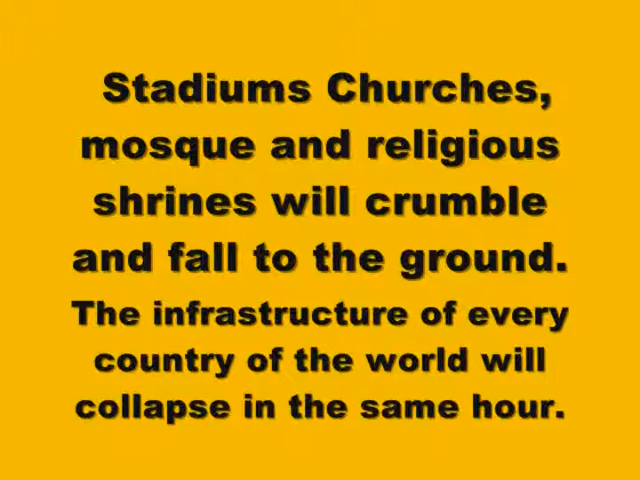 Stadiums Churches,
mosque and religious
shrines will crumble
and fall to the ground.
The infrastructure of every
country of the world will
collapse in the same hour.